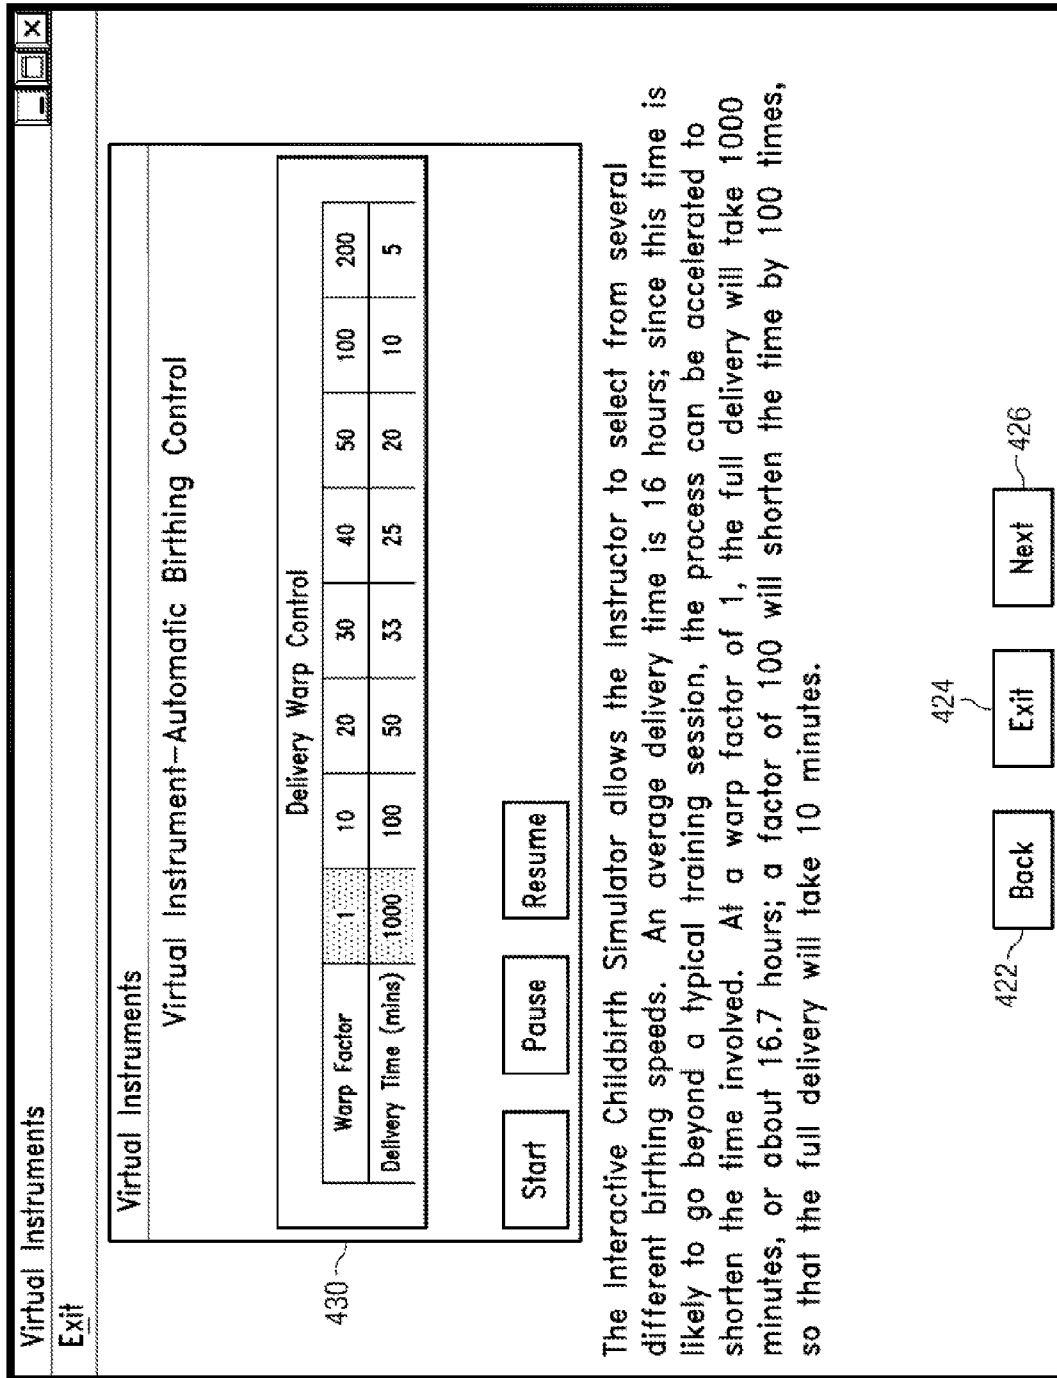 Virtual Instruments
Exit
Virtual Instruments
Virtual Instrument-Automatic Birthing Control
Delivery Warp Control
Warp Factor 1 10 20 30 40 50 100 200
Delivery Time (mins) 1000 100 50 33 25 20 10 5
430
Start Pause Resume
The Interactive Childbirth Simulator allows the Instructor to select from several
different birthing speeds. An average delivery time is 16 hours; since this time is
likely to go beyond a typical training session, the process can be accelerated to
shorten the time involved. At a warp factor of 1, the full delivery will take 1000
minutes, or about 16.7 hours; a factor of 100 will shorten the time by 100 times,
so that the full delivery will take 10 minutes.
424
Back Exit Next
422 426